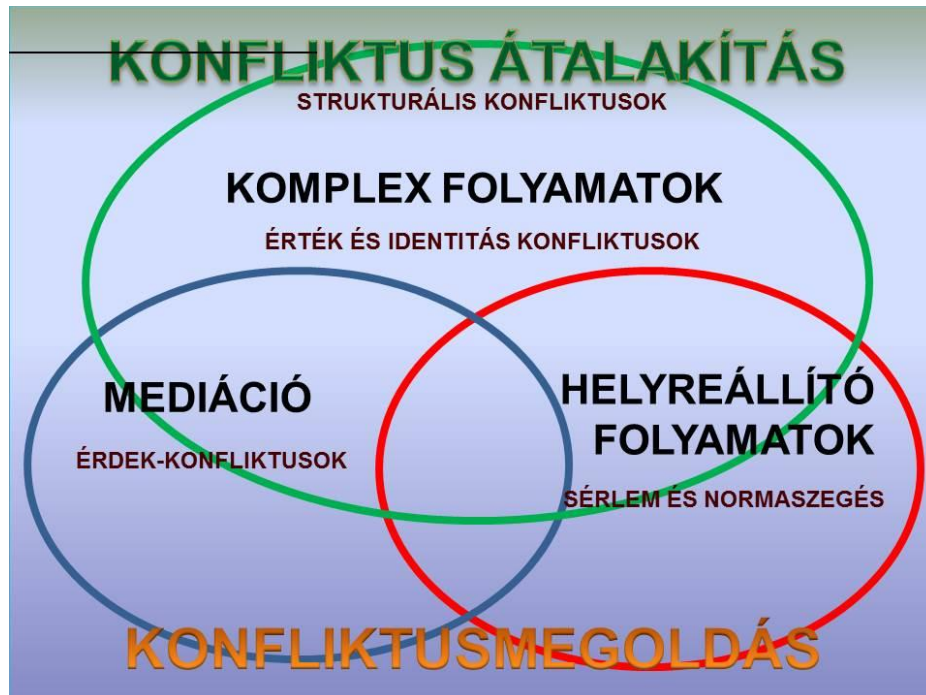 KONFLIKTUS ÁTALAKÍTÁS
STRUKTURÁLIS KONFLIKTUSOK
KOMPLEX FOLYAMATOK
ÉRTÉK ÉS IDENTITÁS KONFLIKTUSOK
MEDIÁCIÓ
ÉRDEK-KONFLIKTUSOK
HELYREÁLLÍTÓ
FOLYAMATOK
SÉRLEM ÉS NORMASZEGÉS
KONFLIKTUSMEGOLDÁS